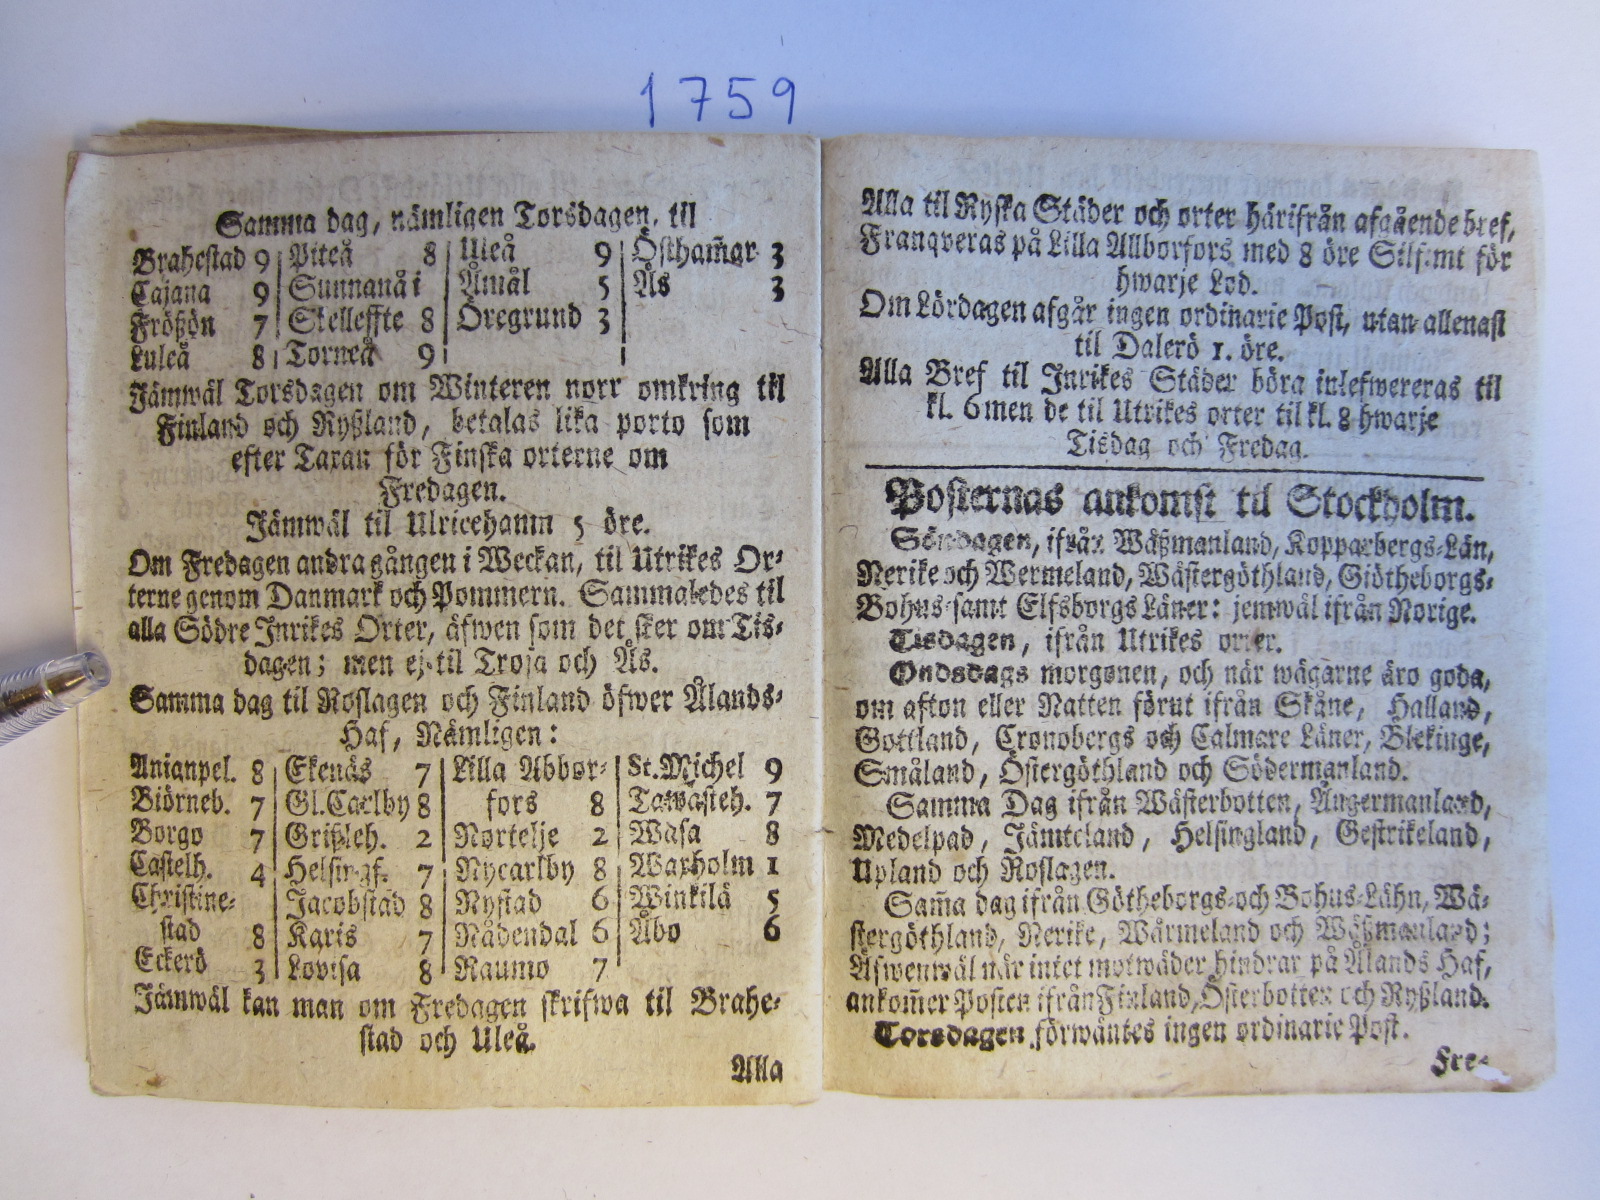 1759
Samma dag, nämligen Torsdagen, til
Brahestad 9 | Piteå 8 | Uleå 9 | Östham̃ar 3
Cajana 9 | Sunnanå i | Åmål 5 | Ås 3
Frößön 7 | Skelleffte 8 | Öregrund 3 |
Luleå 8 | Torneå 9 | |
Jämwäl Torsdagen om Winteren norr omkring til
Finland och Ryßland, betalas lika porto som
efter Taxan för Finska orterne om
Fredagen.
Jämwäl til Ulricehamn 5 öre.
Om Fredagen andra gången i Weckan, til Utrikes Or-
terne genom Danmark och Pommern. Sammaledes til
alla Södre Inrikes Orter, äfwen som det sker om Tis-
dagen; men ej til Trosa och Ås.
Samma dag til Roslagen och Finland öfwer Ålands-
Haf, Nämligen:
Anianpel. 8 | Ekenäs 7 | Lilla Abbor- | St. Michel 9
Biörneb. 7 | Gl. Carlby 8 | fors 8 | Tawasteh. 7
Borgo 7 | Grißleh. 2 | Nortelje 2 | Wasa 8
Castelh. 4 | Helsingf. 7 | Nycarlby 8 | Waxholm 1
Christine- | Jacobstad 8 | Nystad 6 | Winkilä 5
stad 8 | Karis 7 | Nådendal 6 | Åbo 6
Eckerö 3 | Lovisa 8 | Raumo 7 |
Jämwäl kan man om Fredagen skrifwa til Brahe-
stad och Uleå.
Alla
Alla til Ryska Städer och orter härifrån afgående bref,
Franqveras på Lilla Allborfors med 8 öre Silf:mt för
hwarje Lod.
Om Lördagen afgår ingen ordinarie Post, utan allenast
til Dalerö 1. öre.
Alla Bref til Inrikes Städer böra inlefwereras til
kl. 6 men de til Utrikes orter til kl. 8 hwarje
Tisdag och Fredag.
Posternas ankomst til Stockholm.
Söndagen, ifrån Wäßmanland, Kopparbergs-Län,
Nerike och Wermeland, Wästergöthland, Giötheborgs-
Bohus-samt Elfsborgs Läner: jemwäl ifrån Norige.
Tisdagen, ifrån Utrikes orter.
Ondsdags morgonen, och när wägarne äro goda,
om afton eller Natten förut ifrån Skåne, Halland,
Gottland, Cronobergs och Calmare Läner, Blekinge,
Småland, Östergöthland och Södermanland.
Samma Dag ifrån Wästerbotten, Ångermanland,
Medelpad, Jämteland, Helsingland, Gestrikeland,
Upland och Roslagen.
Sam̃a dag ifrån Götheborgs-och Bohus-Lähn, Wä-
stergöthland, Nerike, Wärmeland och Wäßmanland;
Äfwenwäl när intet motwäder hindrar på Ålands Haf,
ankom̃er Posten ifrån Finland, Österbotten och Ryßland.
Torsdagen förwäntes ingen ordinarie Post.
Fre-